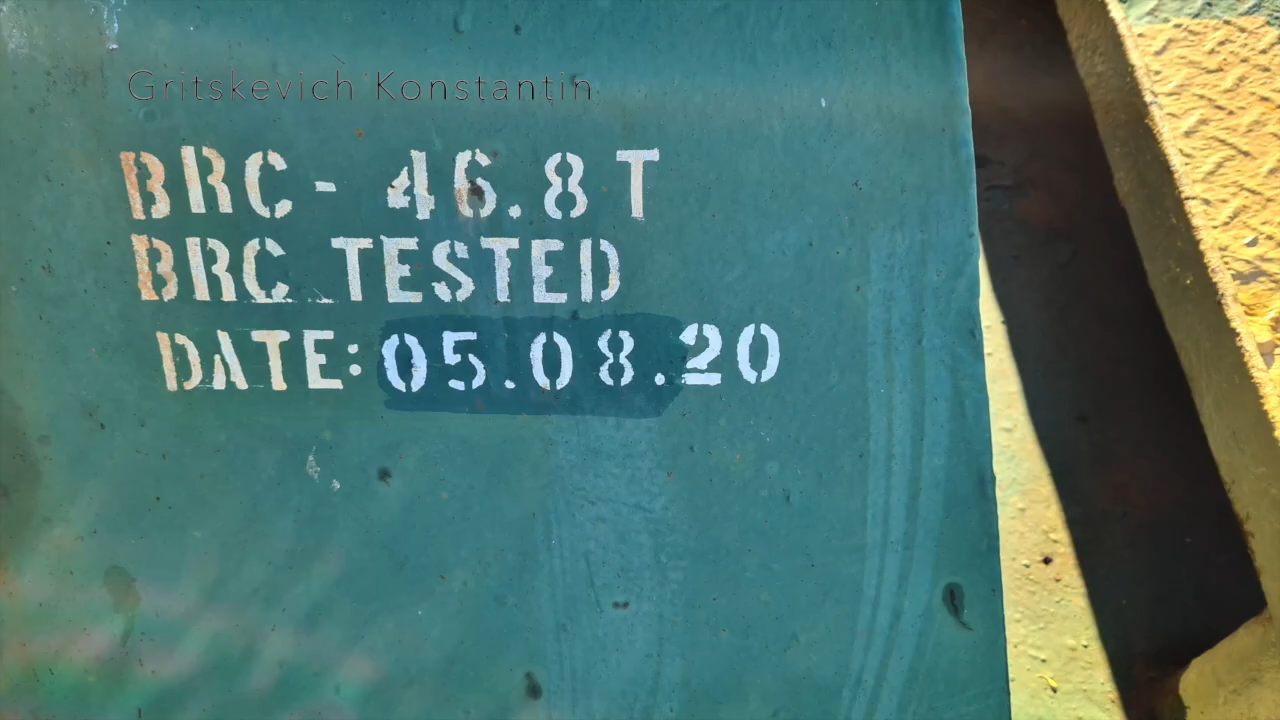 Gritskevich Konstantin
BRC- 46.8 T
BRC TESTED
DATE: 05.08.20